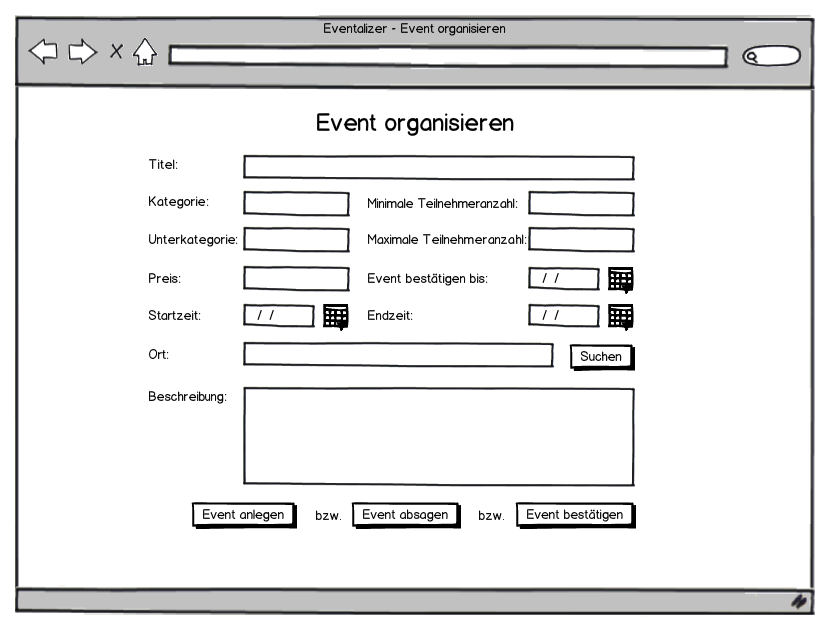 Eventalizer - Event organisieren
Event organisieren
Titel:
Kategorie: Minimale Teilnehmeranzahl:
Unterkategorie: Maximale Teilnehmeranzahl:
Preis: Event bestätigen bis: / /
Startzeit: / / Endzeit: / /
Ort: Suchen
Beschreibung:
Event anlegen bzw. Event absagen bzw. Event bestätigen